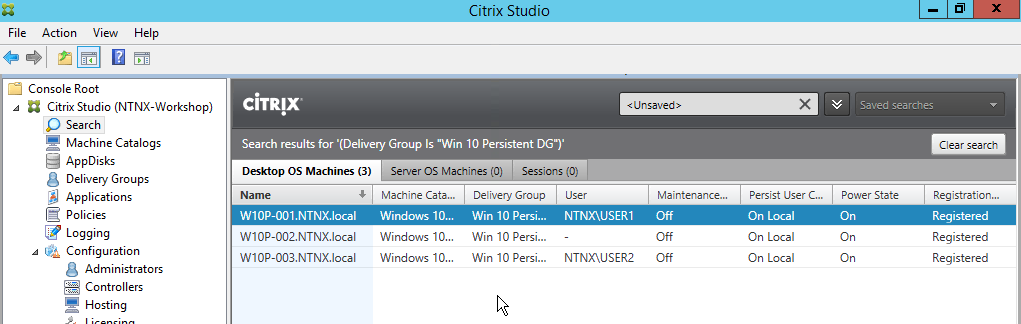 Citrix Studio
File Action View Help
Console Root
Citrix Studio (NTNX-Workshop)
Search
Machine Catalogs
AppDisks
Delivery Groups
Applications
Policies
Logging
Configuration
Administrators
Controllers
Hosting
Licensing
CITRIX
<Unsaved>
Saved searches
Search results for '(Delivery Group Is "Win 10 Persistent DG")'
Clear search
Desktop OS Machines (3) Server OS Machines (0) Sessions (0)
Name Machine Cata... Delivery Group User Maintenance... Persist User C... Power State Registration...
W10P-001.NTNX.local Windows 10... Win 10 Persi... NTNX\USER1 Off On Local On Registered
W10P-002.NTNX.local Windows 10... Win 10 Persi... - Off On Local On Registered
W10P-003.NTNX.local Windows 10... Win 10 Persi... NTNX\USER2 Off On Local On Registered